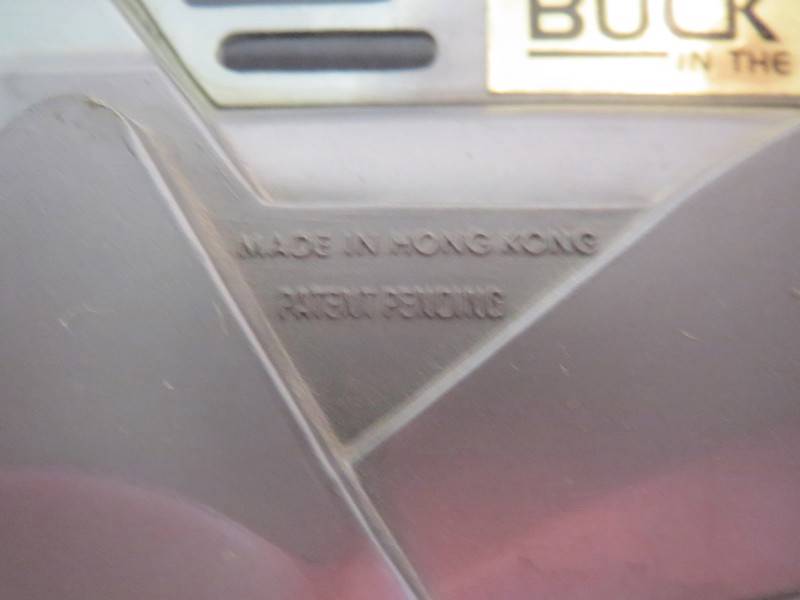 BUCK
IN THE
MADE IN HONG KONG
PATENT PENDING